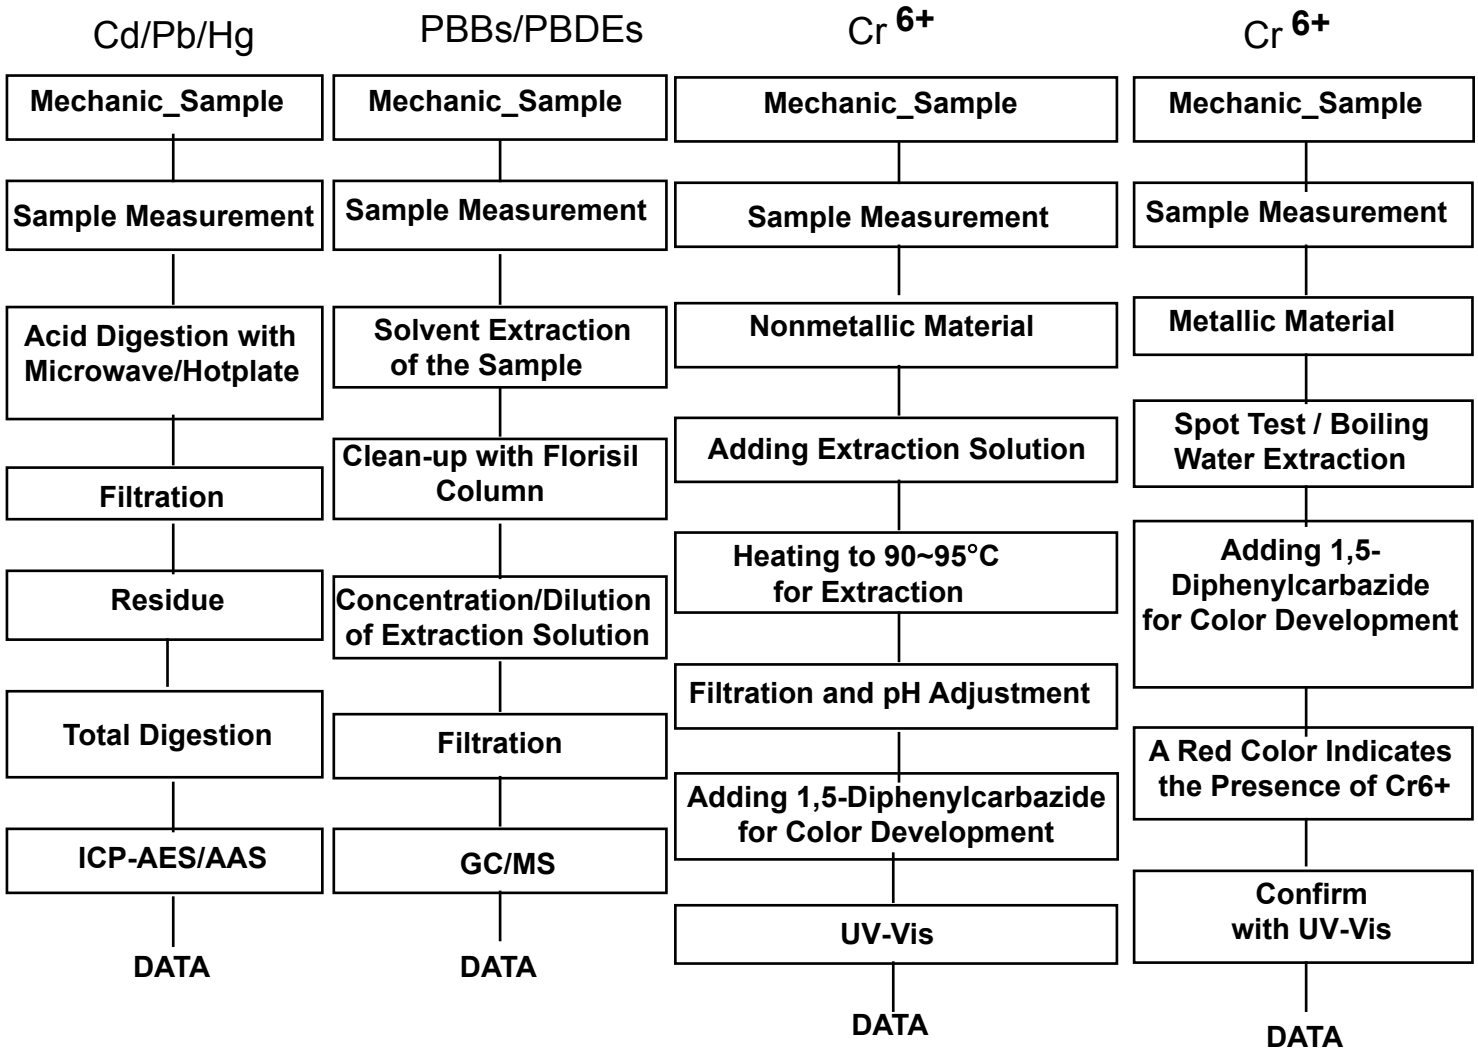 Cd/Pb/Hg
Mechanic_Sample
Sample Measurement
Acid Digestion with
Microwave/Hotplate
Filtration
Residue
Total Digestion
ICP-AES/AAS
DATA
PBBs/PBDEs
Mechanic_Sample
Sample Measurement
Solvent Extraction
of the Sample
Clean-up with Florisil
Column
Concentration/Dilution
of Extraction Solution
Filtration
GC/MS
DATA
Cr 6+
Mechanic_Sample
Sample Measurement
Nonmetallic Material
Adding Extraction Solution
Heating to 90~95°C
for Extraction
Filtration and pH Adjustment
Adding 1,5-Diphenylcarbazide
for Color Development
UV-Vis
DATA
Cr 6+
Mechanic_Sample
Sample Measurement
Metallic Material
Spot Test / Boiling
Water Extraction
Adding 1,5-
Diphenylcarbazide
for Color Development
A Red Color Indicates
the Presence of Cr6+
Confirm
with UV-Vis
DATA